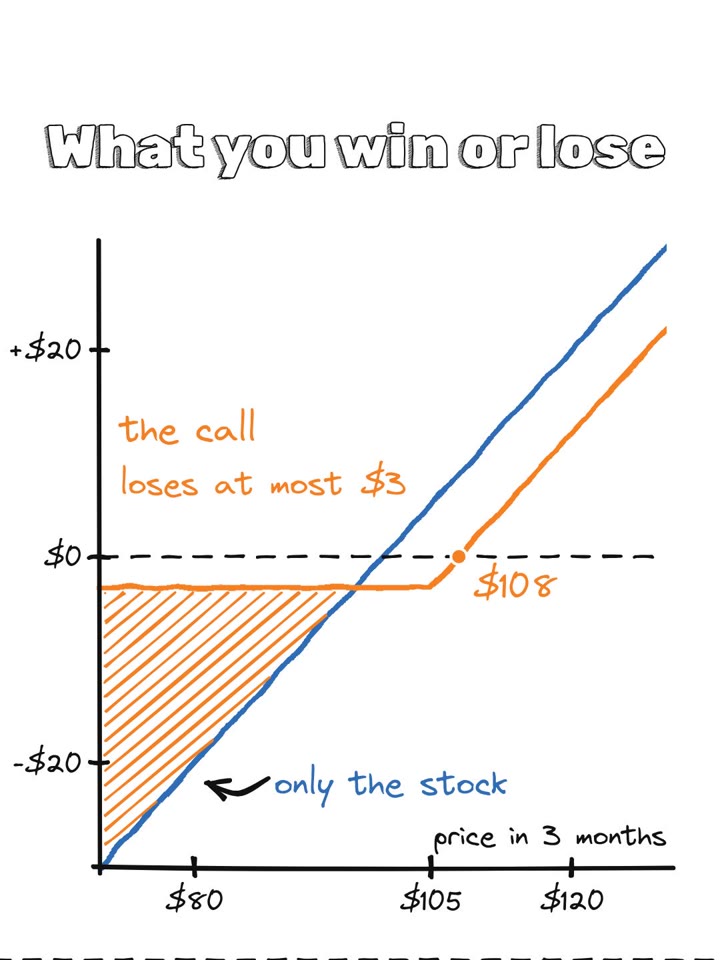 What you win or lose
+$20
the call
loses at most $3
$0
$108
-$20
only the stock
price in 3 months
$80
$105
$120